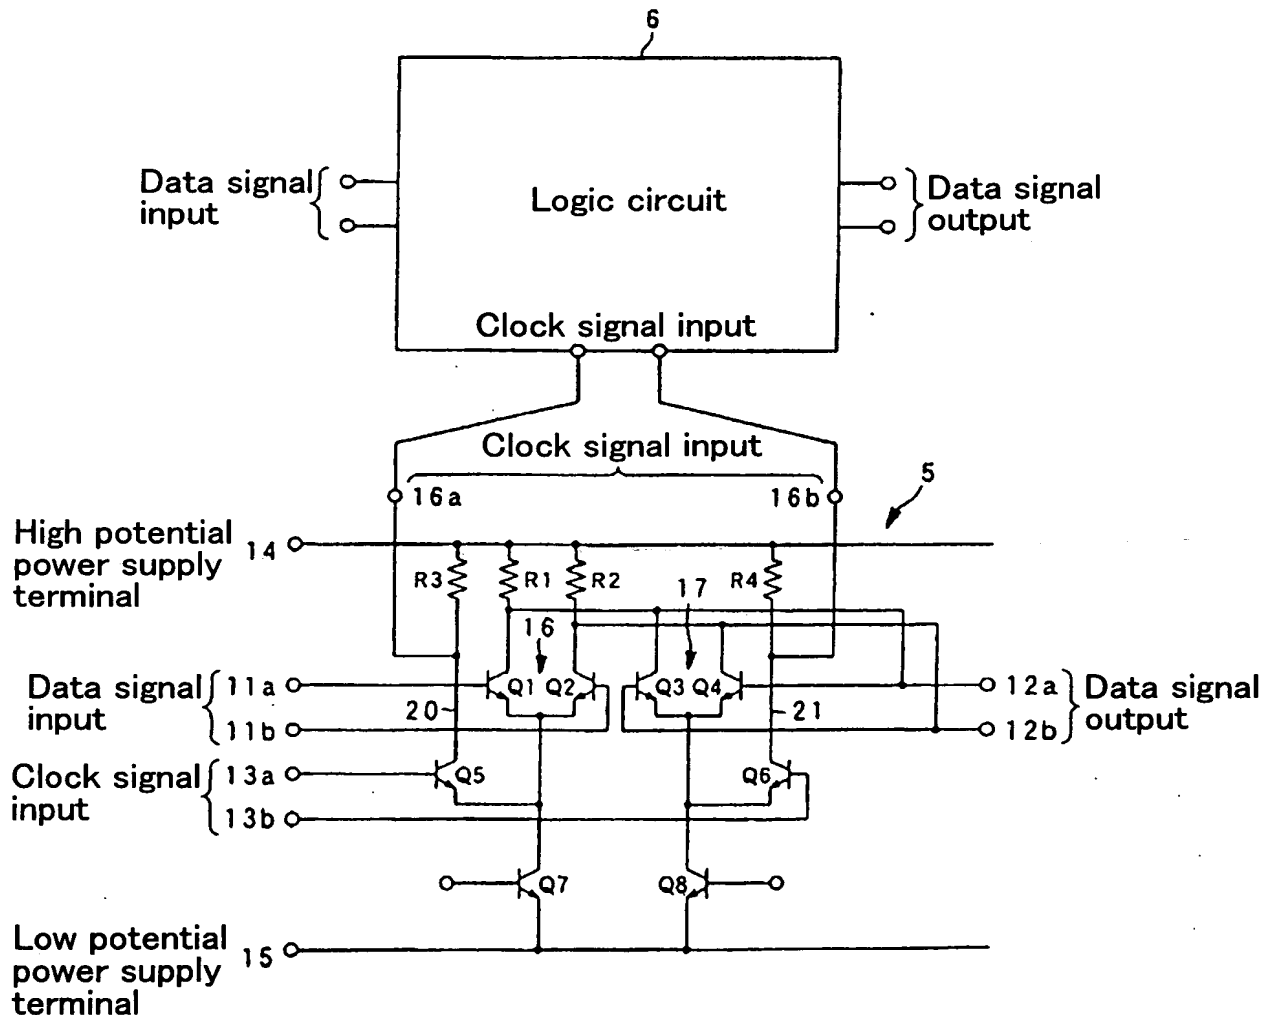 6
Data signal
input
Logic circuit
Data signal
output
Clock signal input
Clock signal input
16a
16b
5
High potential
power supply
terminal
14
R3
R1
R2
17
R4
16
Data signal
input
11a
11b
Q1
Q2
Q3
Q4
20
21
12a
12b
Data signal
output
Clock signal
input
13a
13b
Q5
Q6
Q7
Q8
Low potential
power supply
terminal
15